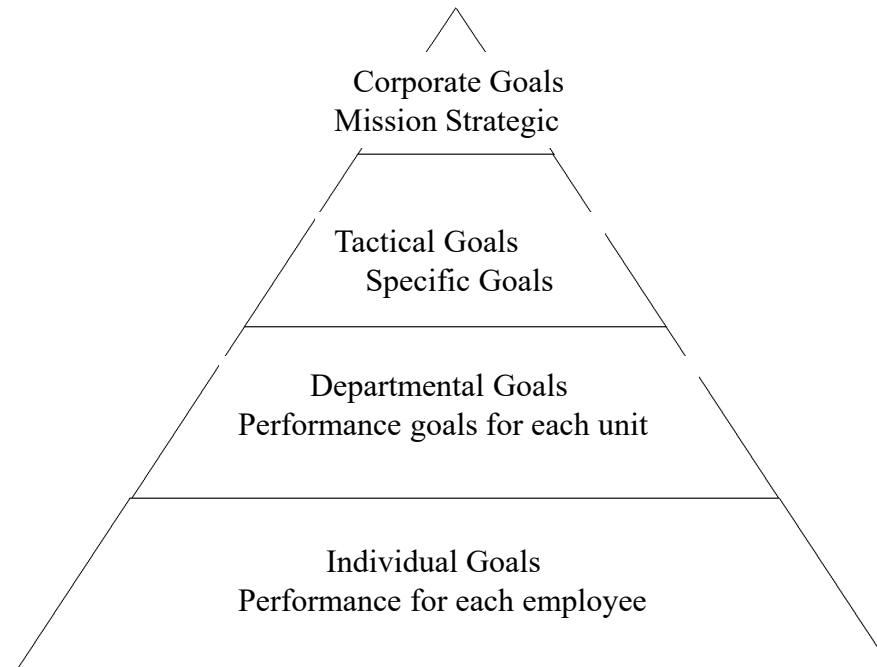 Corporate Goals
Mission Strategic
Tactical Goals
Specific Goals
Departmental Goals
Performance goals for each unit
Individual Goals
Performance for each employee